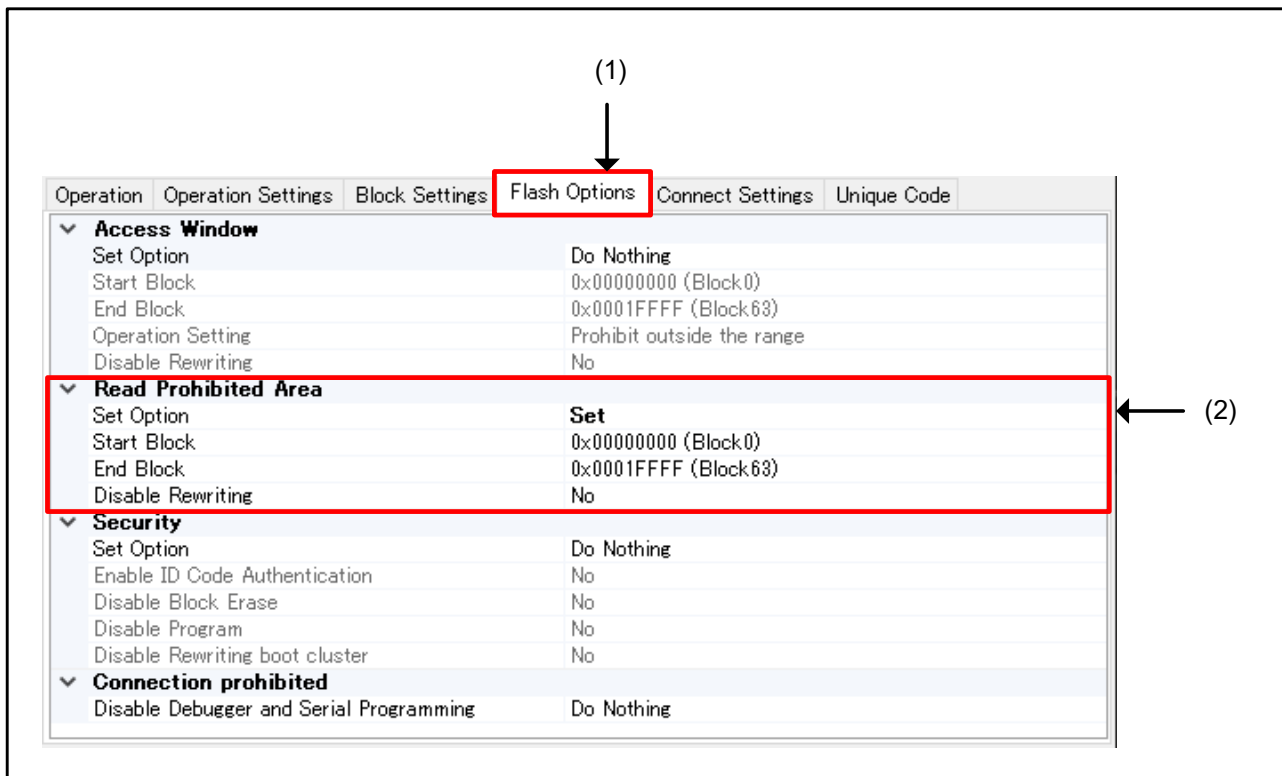 (1)
Operation Operation Settings Block Settings Flash Options Connect Settings Unique Code
Access Window
Set Option Do Nothing
Start Block 0x00000000 (Block0)
End Block 0x0001FFFF (Block63)
Operation Setting Prohibit outside the range
Disable Rewriting No
Read Prohibited Area
(2)
Set Option Set
Start Block 0x00000000 (Block0)
End Block 0x0001FFFF (Block63)
Disable Rewriting No
Security
Set Option Do Nothing
Enable ID Code Authentication No
Disable Block Erase No
Disable Program No
Disable Rewriting boot cluster No
Connection prohibited
Disable Debugger and Serial Programming Do Nothing